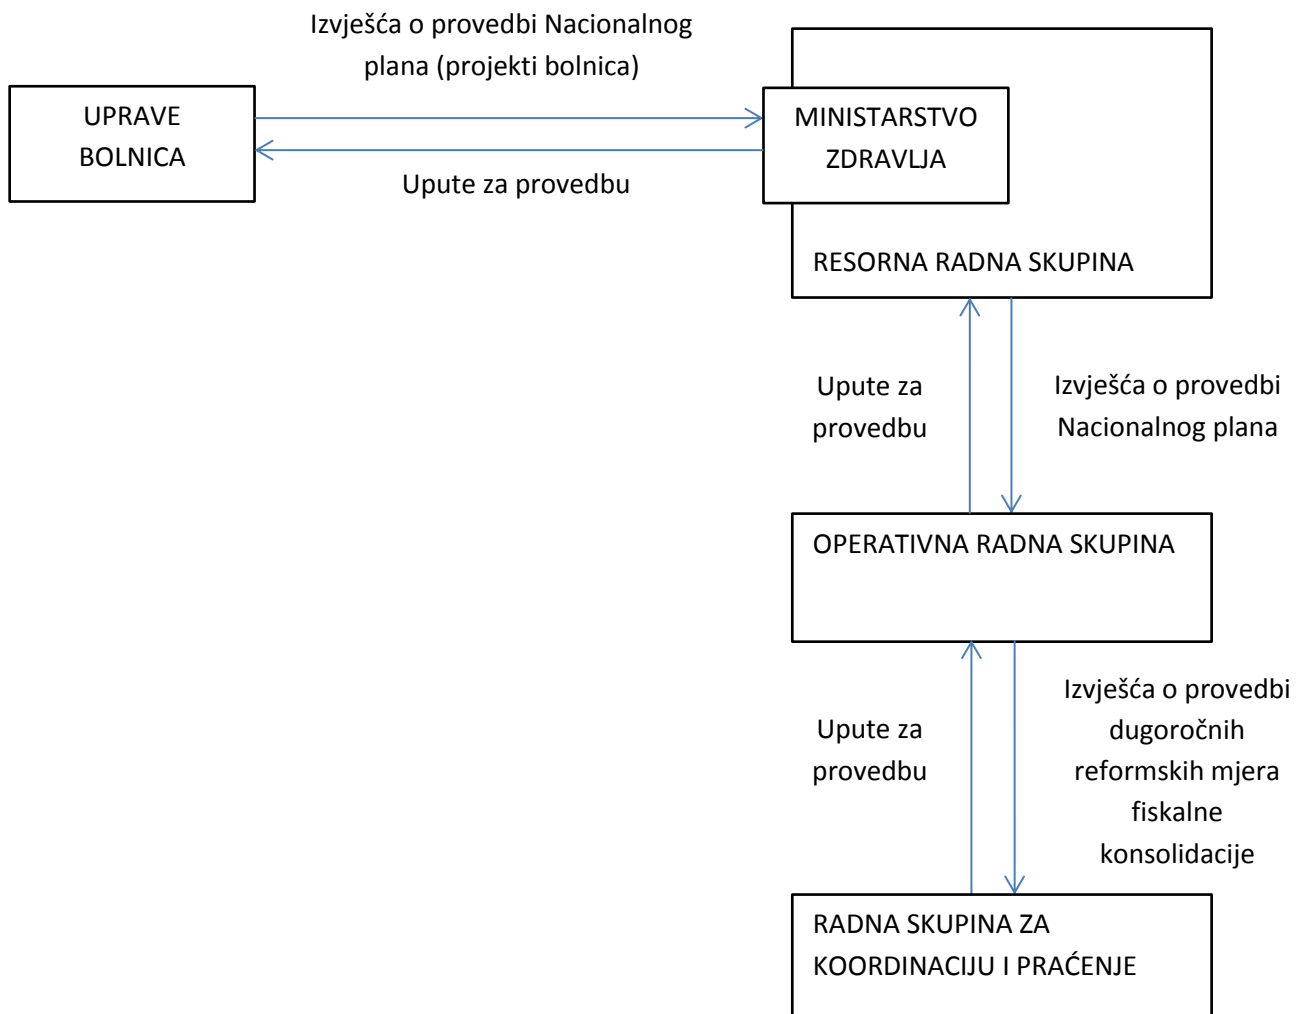 Izvješća o provedbi Nacionalnog
plana (projekti bolnica)
UPRAVE
BOLNICA
MINISTARSTVO
ZDRAVLJA
Upute za provedbu
RESORNA RADNA SKUPINA
Upute za
provedbu
Izvješća o provedbi
Nacionalnog plana
OPERATIVNA RADNA SKUPINA
Upute za
provedbu
Izvješća o provedbi
dugoročnih
reformskih mjera
fiskalne
konsolidacije
RADNA SKUPINA ZA
KOORDINACIJU I PRAĆENJE